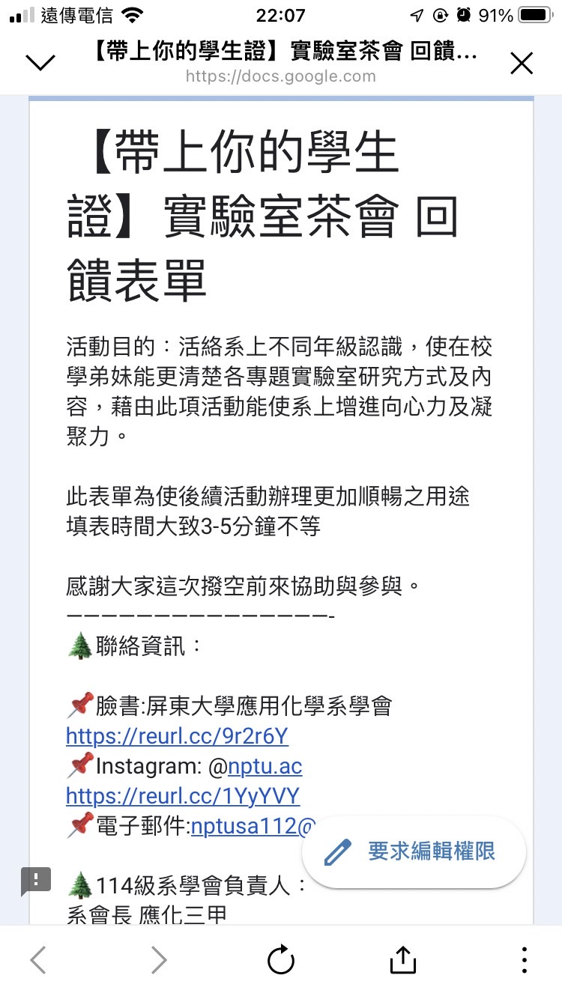 遠傳電信 22:07 91%
【帶上你的學生證】實驗室茶會 回饋...
https://docs.google.com
【帶上你的學生
證】實驗室茶會 回
饋表單
活動目的：活絡系上不同年級認識，使在校
學弟妹能更清楚各專題實驗室研究方式及內
容，藉由此項活動能使系上增進向心力及凝
聚力。
此表單為使後續活動辦理更加順暢之用途
填表時間大致3-5分鐘不等
感謝大家這次撥空前來協助與參與。
———————————————-
🌲聯絡資訊：
📌臉書:屏東大學應用化學系學會
https://reurl.cc/9r2r6Y
📌Instagram: @nptu.ac
https://reurl.cc/1YyYVY
📌電子郵件:nptusa112@
要求編輯權限
🌲114級系學會負責人：
系會長 應化三甲